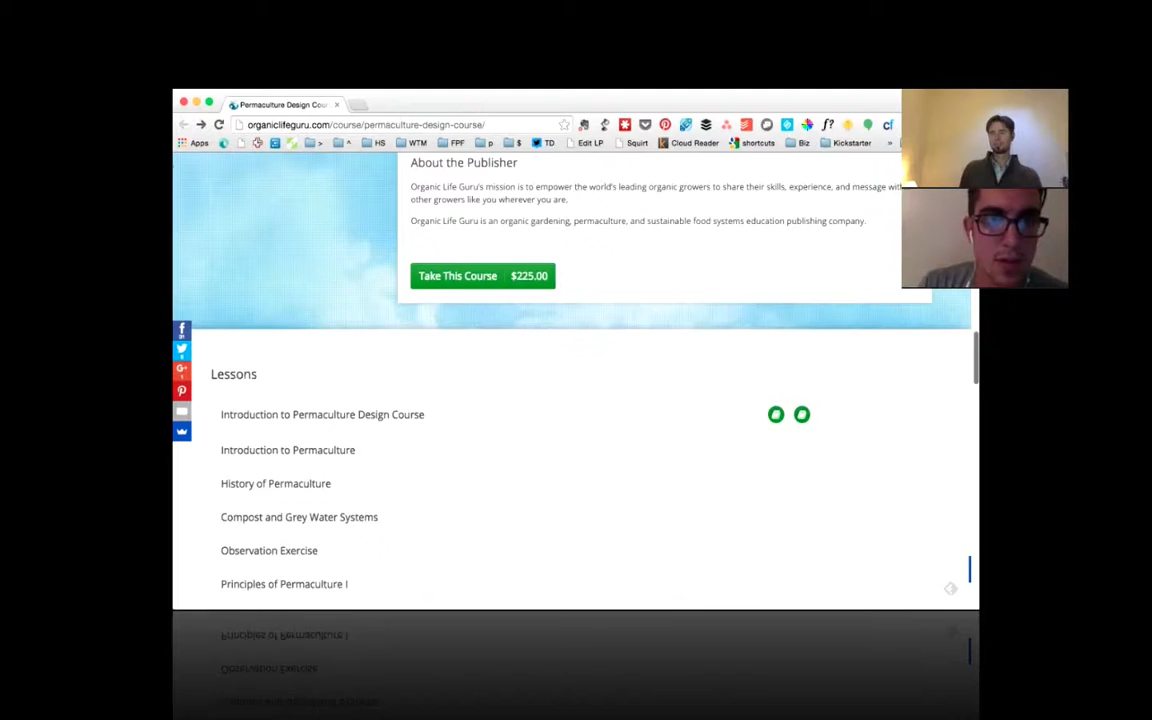 Permaculture Design Cour
organiclifeguru.com/course/permaculture-design-course/
f?
Apps
>
^
HS
WTM
FPF
p
$
TD
Edit LP
Squirt
Cloud Reader
shortcuts
Biz
Kickstarter
»
About the Publisher
Organic Life Guru's mission is to empower the world's leading organic growers to share their skills, experience, and message with
other growers like you wherever you are.
Organic Life Guru is an organic gardening, permaculture, and sustainable food systems education publishing company.
Take This Course $225.00
Lessons
Introduction to Permaculture Design Course
Introduction to Permaculture
History of Permaculture
Compost and Grey Water Systems
Observation Exercise
Principles of Permaculture I